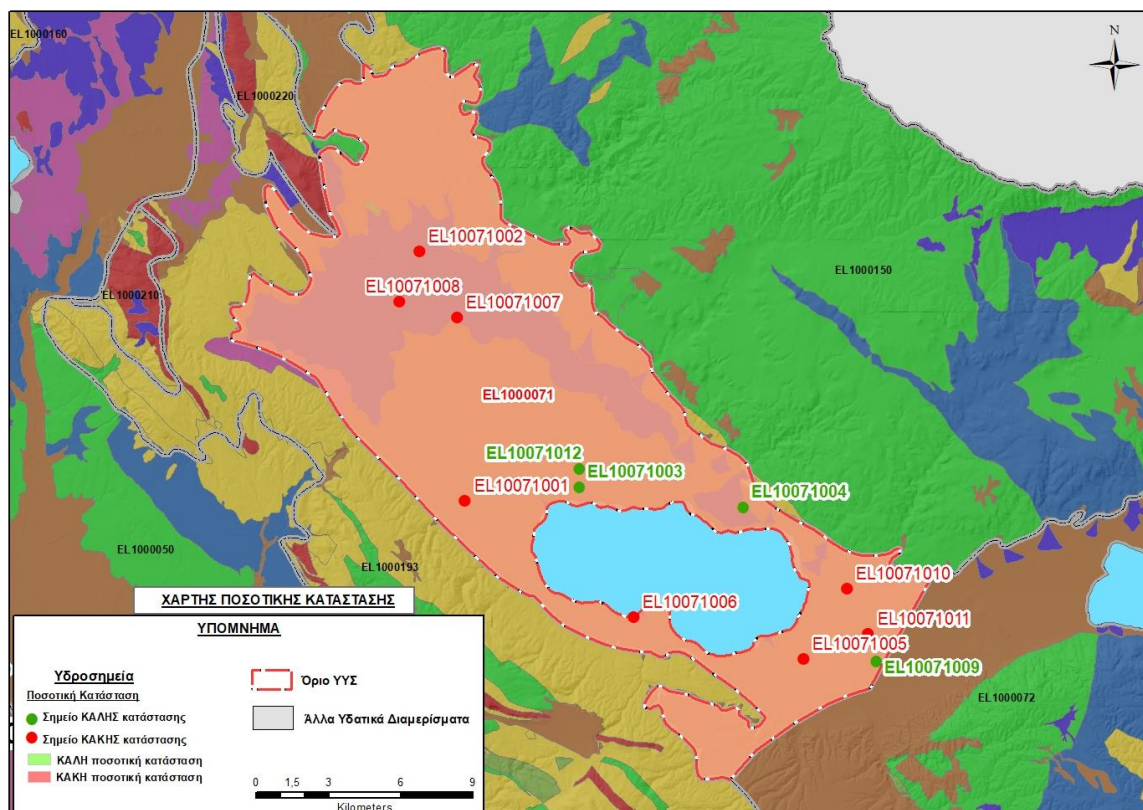 EL1000160
N
EL1000220
EL10071002
EL1000150
EL10071008
EL1000210
EL10071007
EL1000071
EL10071012
EL10071003
EL10071001
EL10071004
EL1000050
EL1000193
EL10071010
EL10071006
EL10071011
EL10071005
EL10071009
EL1000072
ΧΑΡΤΗΣ ΠΟΣΟΤΙΚΗΣ ΚΑΤΑΣΤΑΣΗΣ
ΥΠΟΜΝΗΜΑ
Υδροσημεία
Ποσοτική Κατάσταση
Σημείο ΚΑΛΗΣ κατάστασης
Σημείο ΚΑΚΗΣ κατάστασης
ΚΑΛΗ ποσοτική κατάσταση
ΚΑΚΗ ποσοτική κατάσταση
Όριο ΥΥΣ
Άλλα Υδατικά Διαμερίσματα
0 1,5 3 6 9
Kilometers